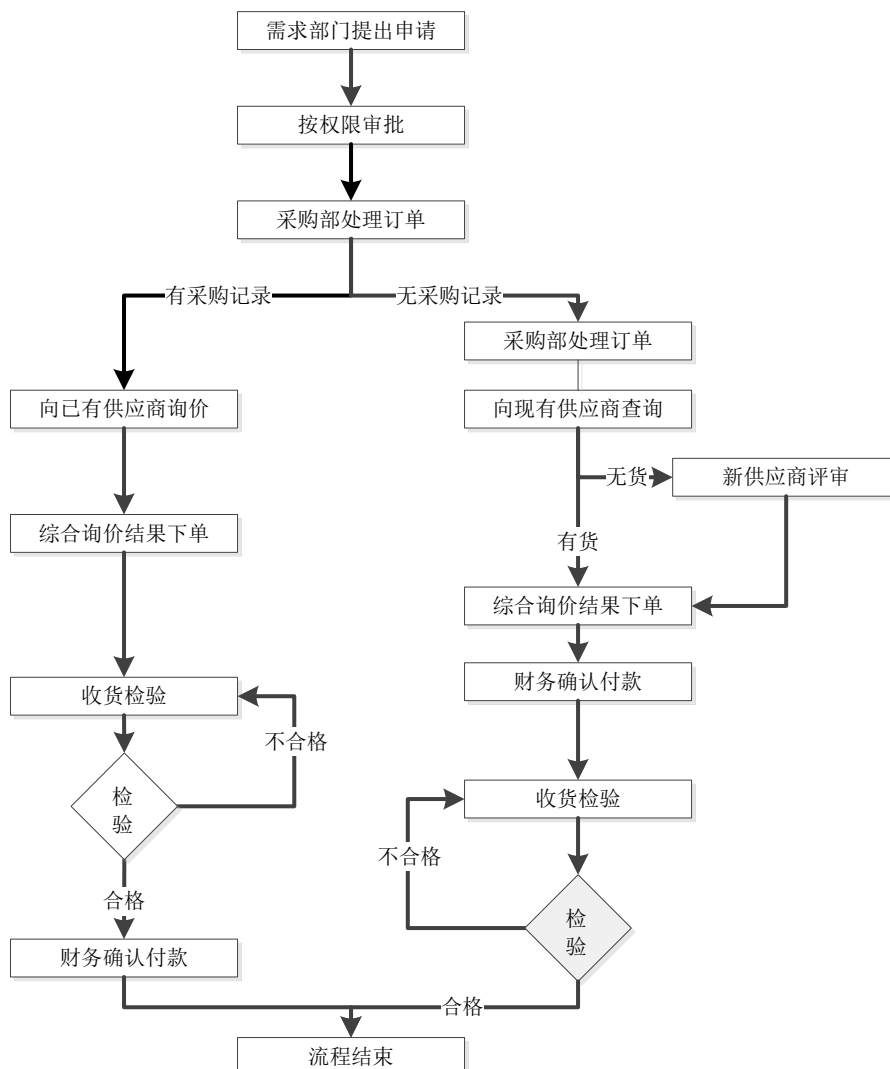 需求部门提出申请
按权限审批
采购部处理订单
有采购记录
无采购记录
采购部处理订单
向已有供应商询价
向现有供应商查询
无货
新供应商评审
综合询价结果下单
有货
综合询价结果下单
收货检验
财务确认付款
不合格
检
验
收货检验
不合格
合格
检
验
财务确认付款
合格
流程结束